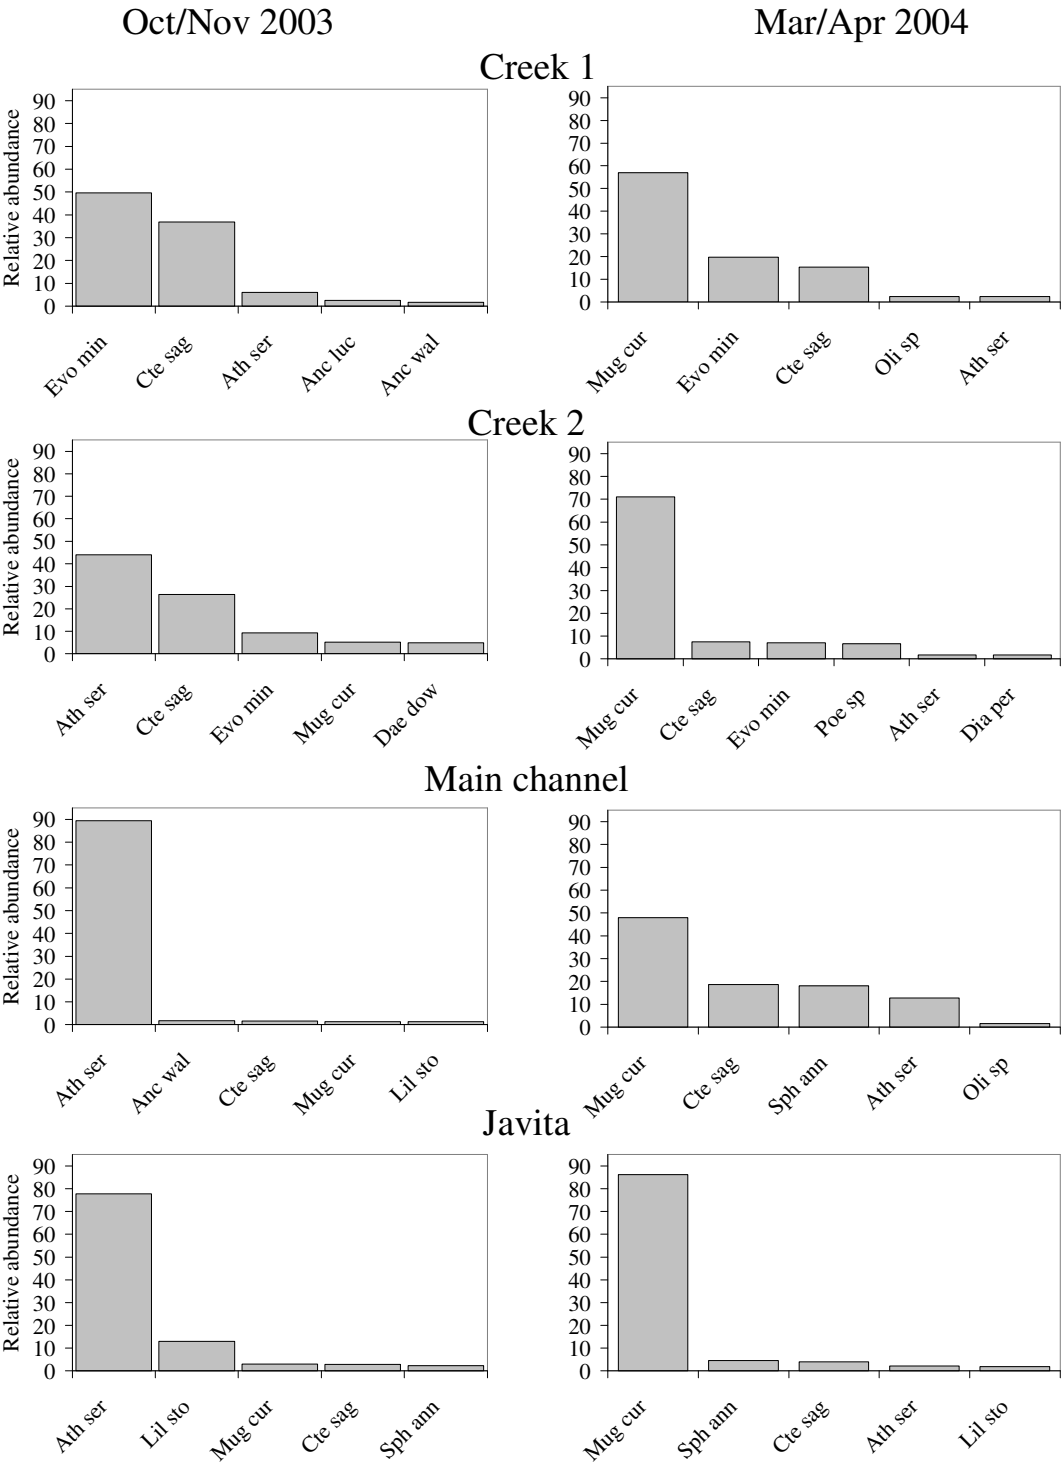 Oct/Nov 2003 Mar/Apr 2004
Creek 1
Relative abundance
90 80 70 60 50 40 30 20 10 0
Evo min Cte sag Ath ser Anc luc Anc wal
90 80 70 60 50 40 30 20 10 0
Mug cur Evo min Cte sag Oli sp Ath ser
Creek 2
Relative abundance
90 80 70 60 50 40 30 20 10 0
Ath ser Cte sag Evo min Mug cur Dae dow
90 80 70 60 50 40 30 20 10 0
Mug cur Cte sag Evo min Poe sp Ath ser Dia per
Main channel
Relative abundance
90 80 70 60 50 40 30 20 10 0
Ath ser Anc wal Cte sag Mug cur Lil sto
90 80 70 60 50 40 30 20 10 0
Mug cur Cte sag Sph ann Ath ser Oli sp
Javita
Relative abundance
90 80 70 60 50 40 30 20 10 0
Ath ser Lil sto Mug cur Cte sag Sph ann
90 80 70 60 50 40 30 20 10 0
Mug cur Sph ann Cte sag Ath ser Lil sto